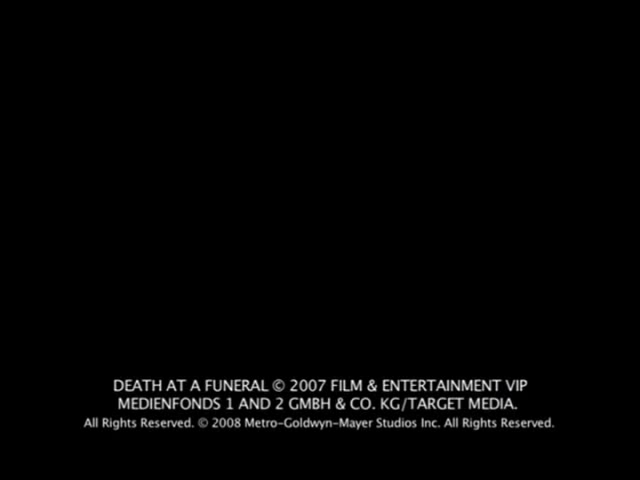 DEATH AT A FUNERAL © 2007 FILM & ENTERTAINMENT VIP
MEDIENFONDS 1 AND 2 GMBH & CO. KG/TARGET MEDIA.
All Rights Reserved. © 2008 Metro-Goldwyn-Mayer Studios Inc. All Rights Reserved.